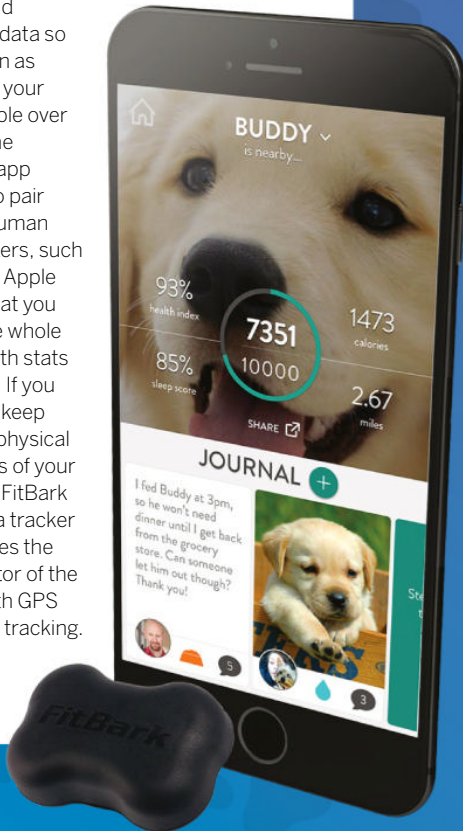 d
data so
n as
your
ble over
ne
app
o pair
uman
ers, such
Apple
at you
e whole
th stats
If you
keep
physical
s of your
FitBark
a tracker
es the
tor of the
th GPS
tracking.
BUDDY
is nearby...
93%
health index
7351
10000
1473
calories
85%
sleep score
2.67
miles
SHARE
JOURNAL +
I fed Buddy at 3pm,
so he won't need
dinner until I get back
from the grocery
store. Can someone
let him out though?
Thank you!
5
3
Ste
t
FitBark